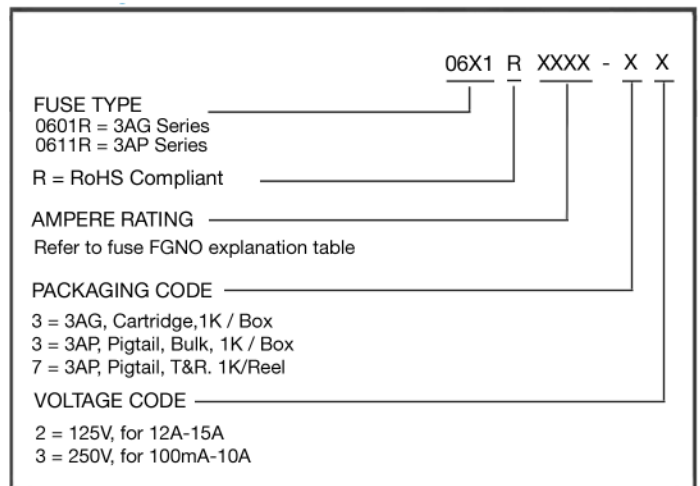 06X1 R XXXX - X X
FUSE TYPE
0601R = 3AG Series
0611R = 3AP Series
R = RoHS Compliant
AMPERE RATING
Refer to fuse FGNO explanation table
PACKAGING CODE
3 = 3AG, Cartridge,1K / Box
3 = 3AP, Pigtail, Bulk, 1K / Box
7 = 3AP, Pigtail, T&R. 1K/Reel
VOLTAGE CODE
2 = 125V, for 12A-15A
3 = 250V, for 100mA-10A